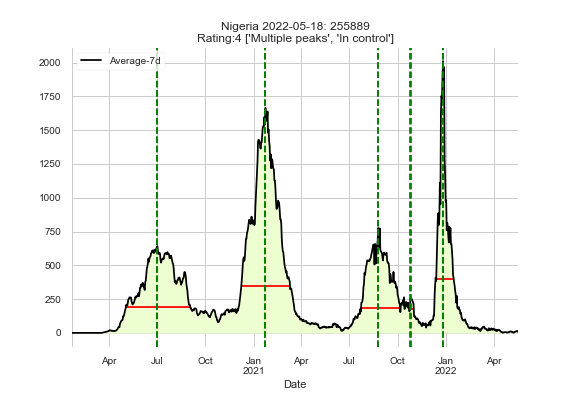 Nigeria 2022-05-18: 255889
Rating:4 ['Multiple peaks', 'In control']
Average-7d
2000
1750
1500
1250
1000
750
500
250
0
Apr
Jul
Oct
Jan
2021
Apr
Jul
Oct
Jan
2022
Apr
Date